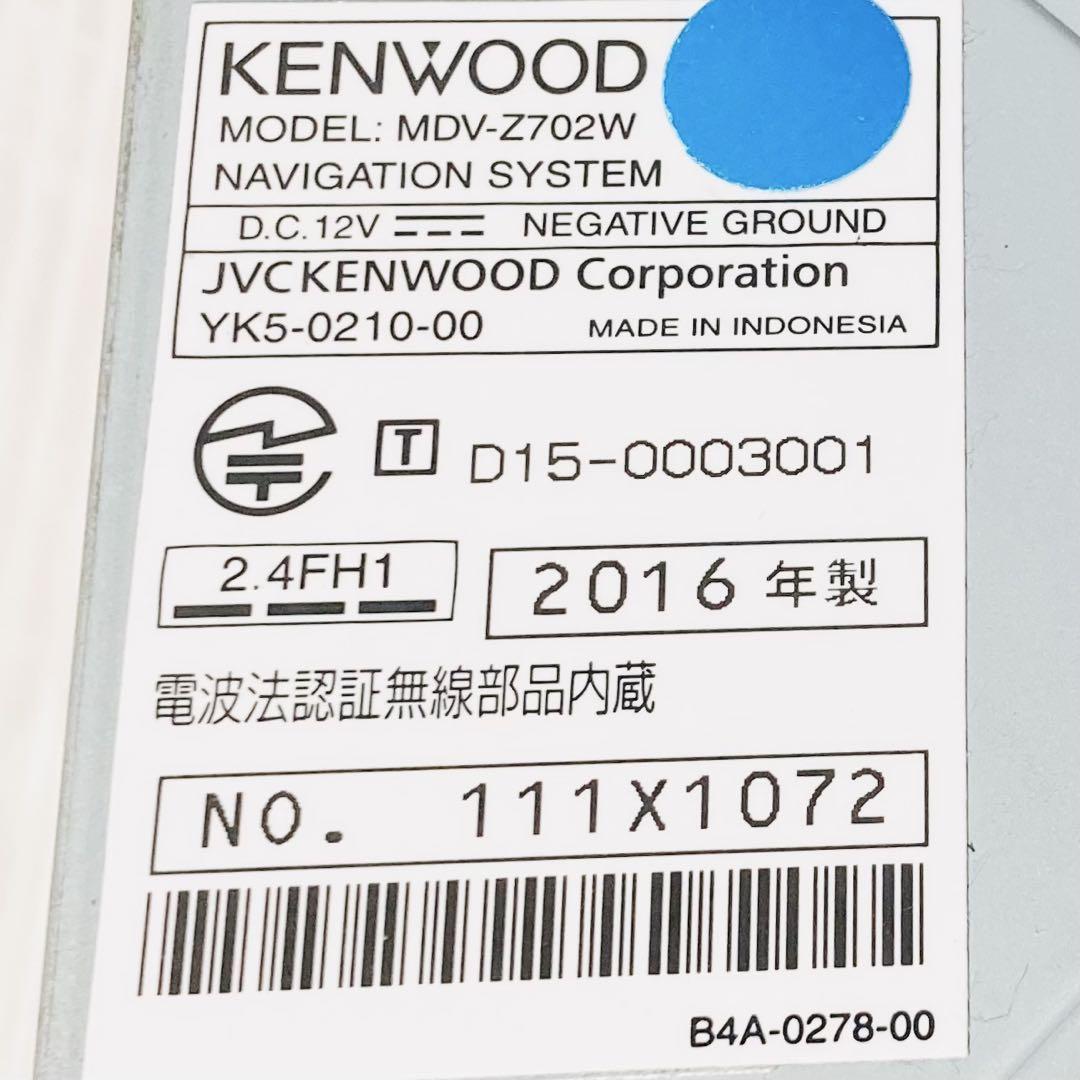 KENWOOD
MODEL: MDV-Z702W
NAVIGATION SYSTEM
D.C.12V NEGATIVE GROUND
JVCKENWOOD Corporation
YK5-0210-00 MADE IN INDONESIA
T D15-0003001
2.4FH1
2016 年製
電波法認証無線部品内蔵
NO. 111X1072
B4A-0278-00